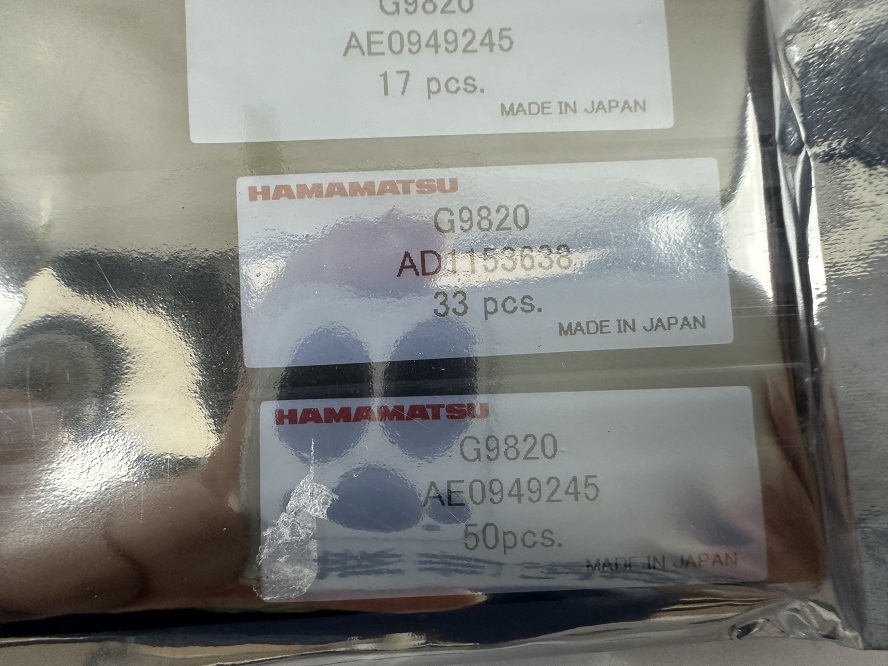 G9820
AE0949245
17 pcs.
MADE IN JAPAN
HAMAMATSU
G9820
AD1153638
33 pcs.
MADE IN JAPAN
HAMAMATSU
G9820
AE0949245
50pcs.
MADE IN JAPAN